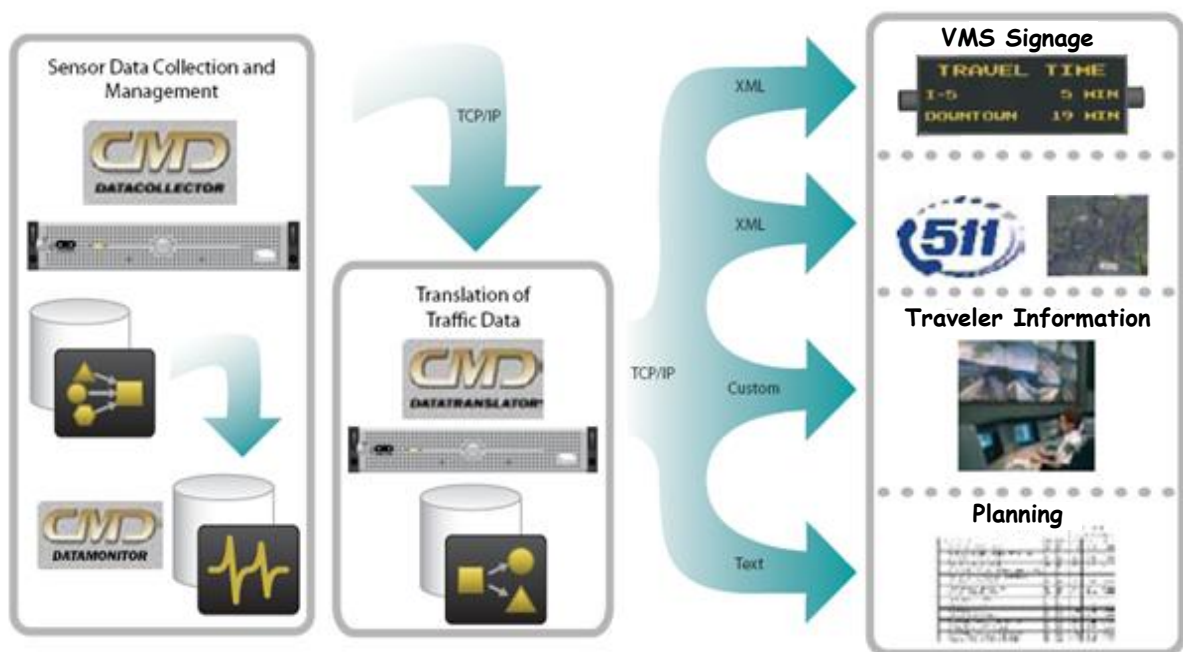 Sensor Data Collection and
Management
CMD
DATACOLLECTOR
CMD
DATAMONITOR
TCP/IP
Translation of
Traffic Data
CMD
DATATRANSLATOR
TCP/IP
XML
XML
Custom
Text
VMS Signage
TRAVEL TIME
I-5 5 MIN
DOWNTOWN 19 MIN
511
Traveler Information
Planning